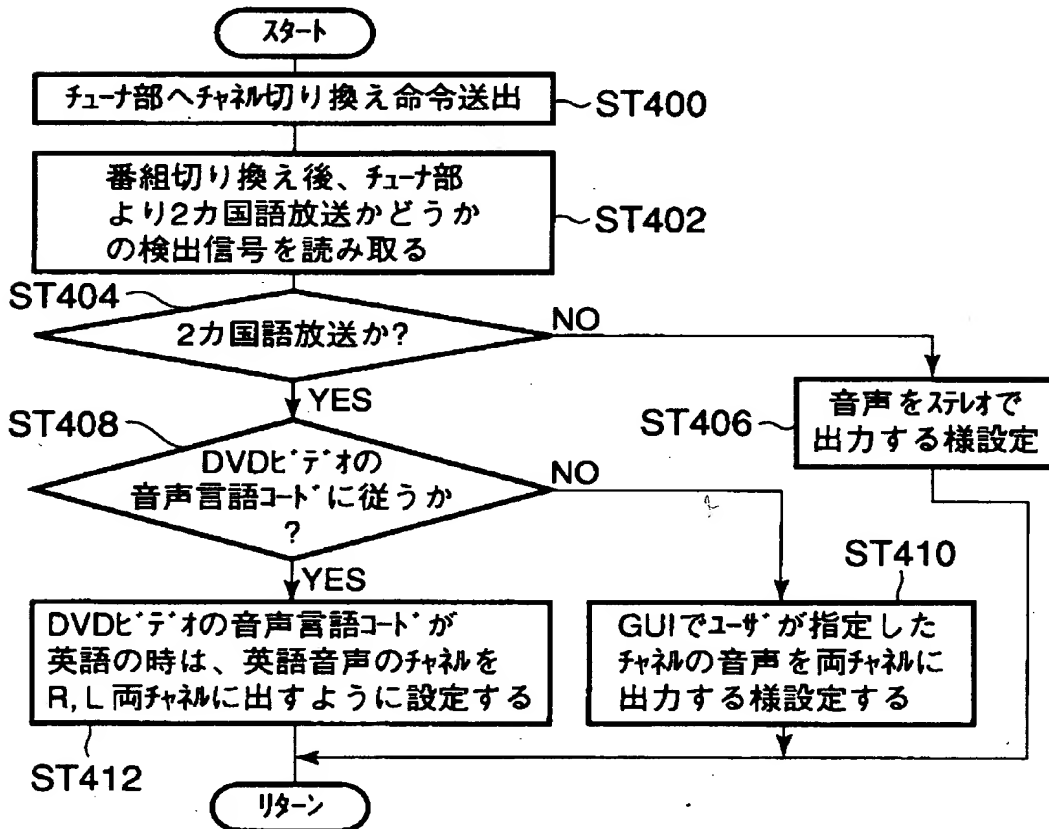 スタート
チューナ部へチャネル切り換え命令送出
ST400
番組切り換え後、チューナ部
より2カ国語放送かどうか
の検出信号を読み取る
ST402
ST404
2カ国語放送か?
NO
YES
音声をステレオで
出力する様設定
ST406
ST408
DVDビデオの
音声言語コードに従うか
?
NO
YES
ST410
GUIでユーザが指定した
チャネルの音声を両チャネルに
出力する様設定する
DVDビデオの音声言語コードが
英語の時は、英語音声のチャネルを
R,L両チャネルに出すように設定する
ST412
リターン